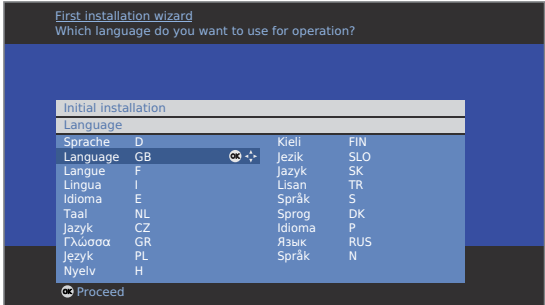 First installation wizard
Which language do you want to use for operation?
Initial installation
Language
Sprache D Kieli FIN
Language GB OK Jezik SLO
Langue F Jazyk SK
Lingua I Lisan TR
Idioma E Språk S
Taal NL Sprog DK
Jazyk CZ Idioma P
Γλώσσα GR Язык RUS
Język PL Språk N
Nyelv H
OK Proceed